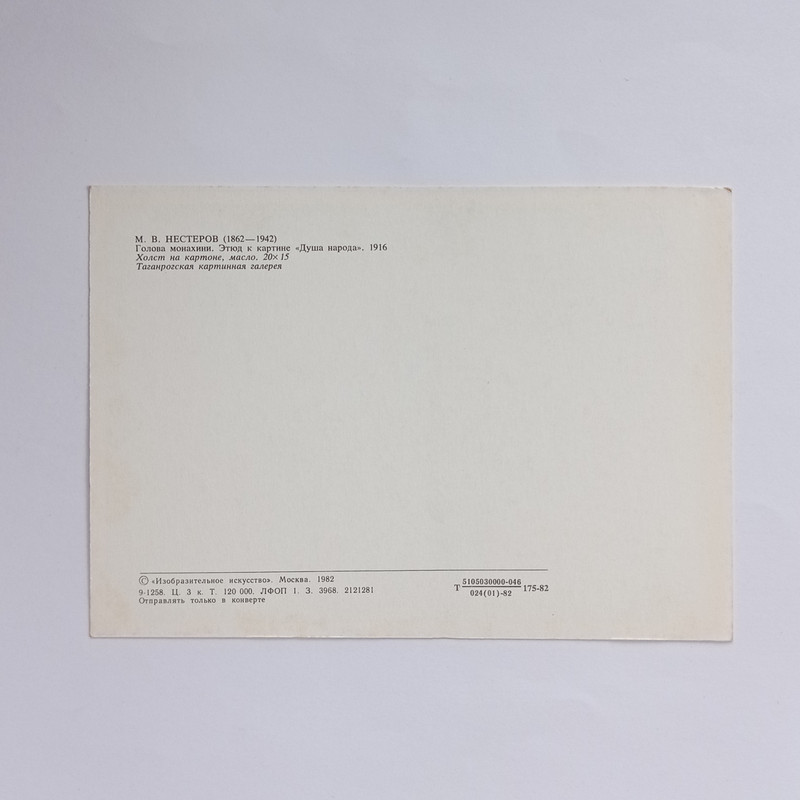 М. В. НЕСТЕРОВ (1862—1942)
Голова монахини. Этюд к картине «Душа народа». 1916
Холст на картоне, масло. 20×15
Таганрогская картинная галерея
© «Изобразительное искусство». Москва. 1982
9-1258. Ц. 3 к. Т. 120 000. ЛФОП 1. З. 3968. 2121281
Отправлять только в конверте
Т 5105030000-046 175-82
024(01)-82